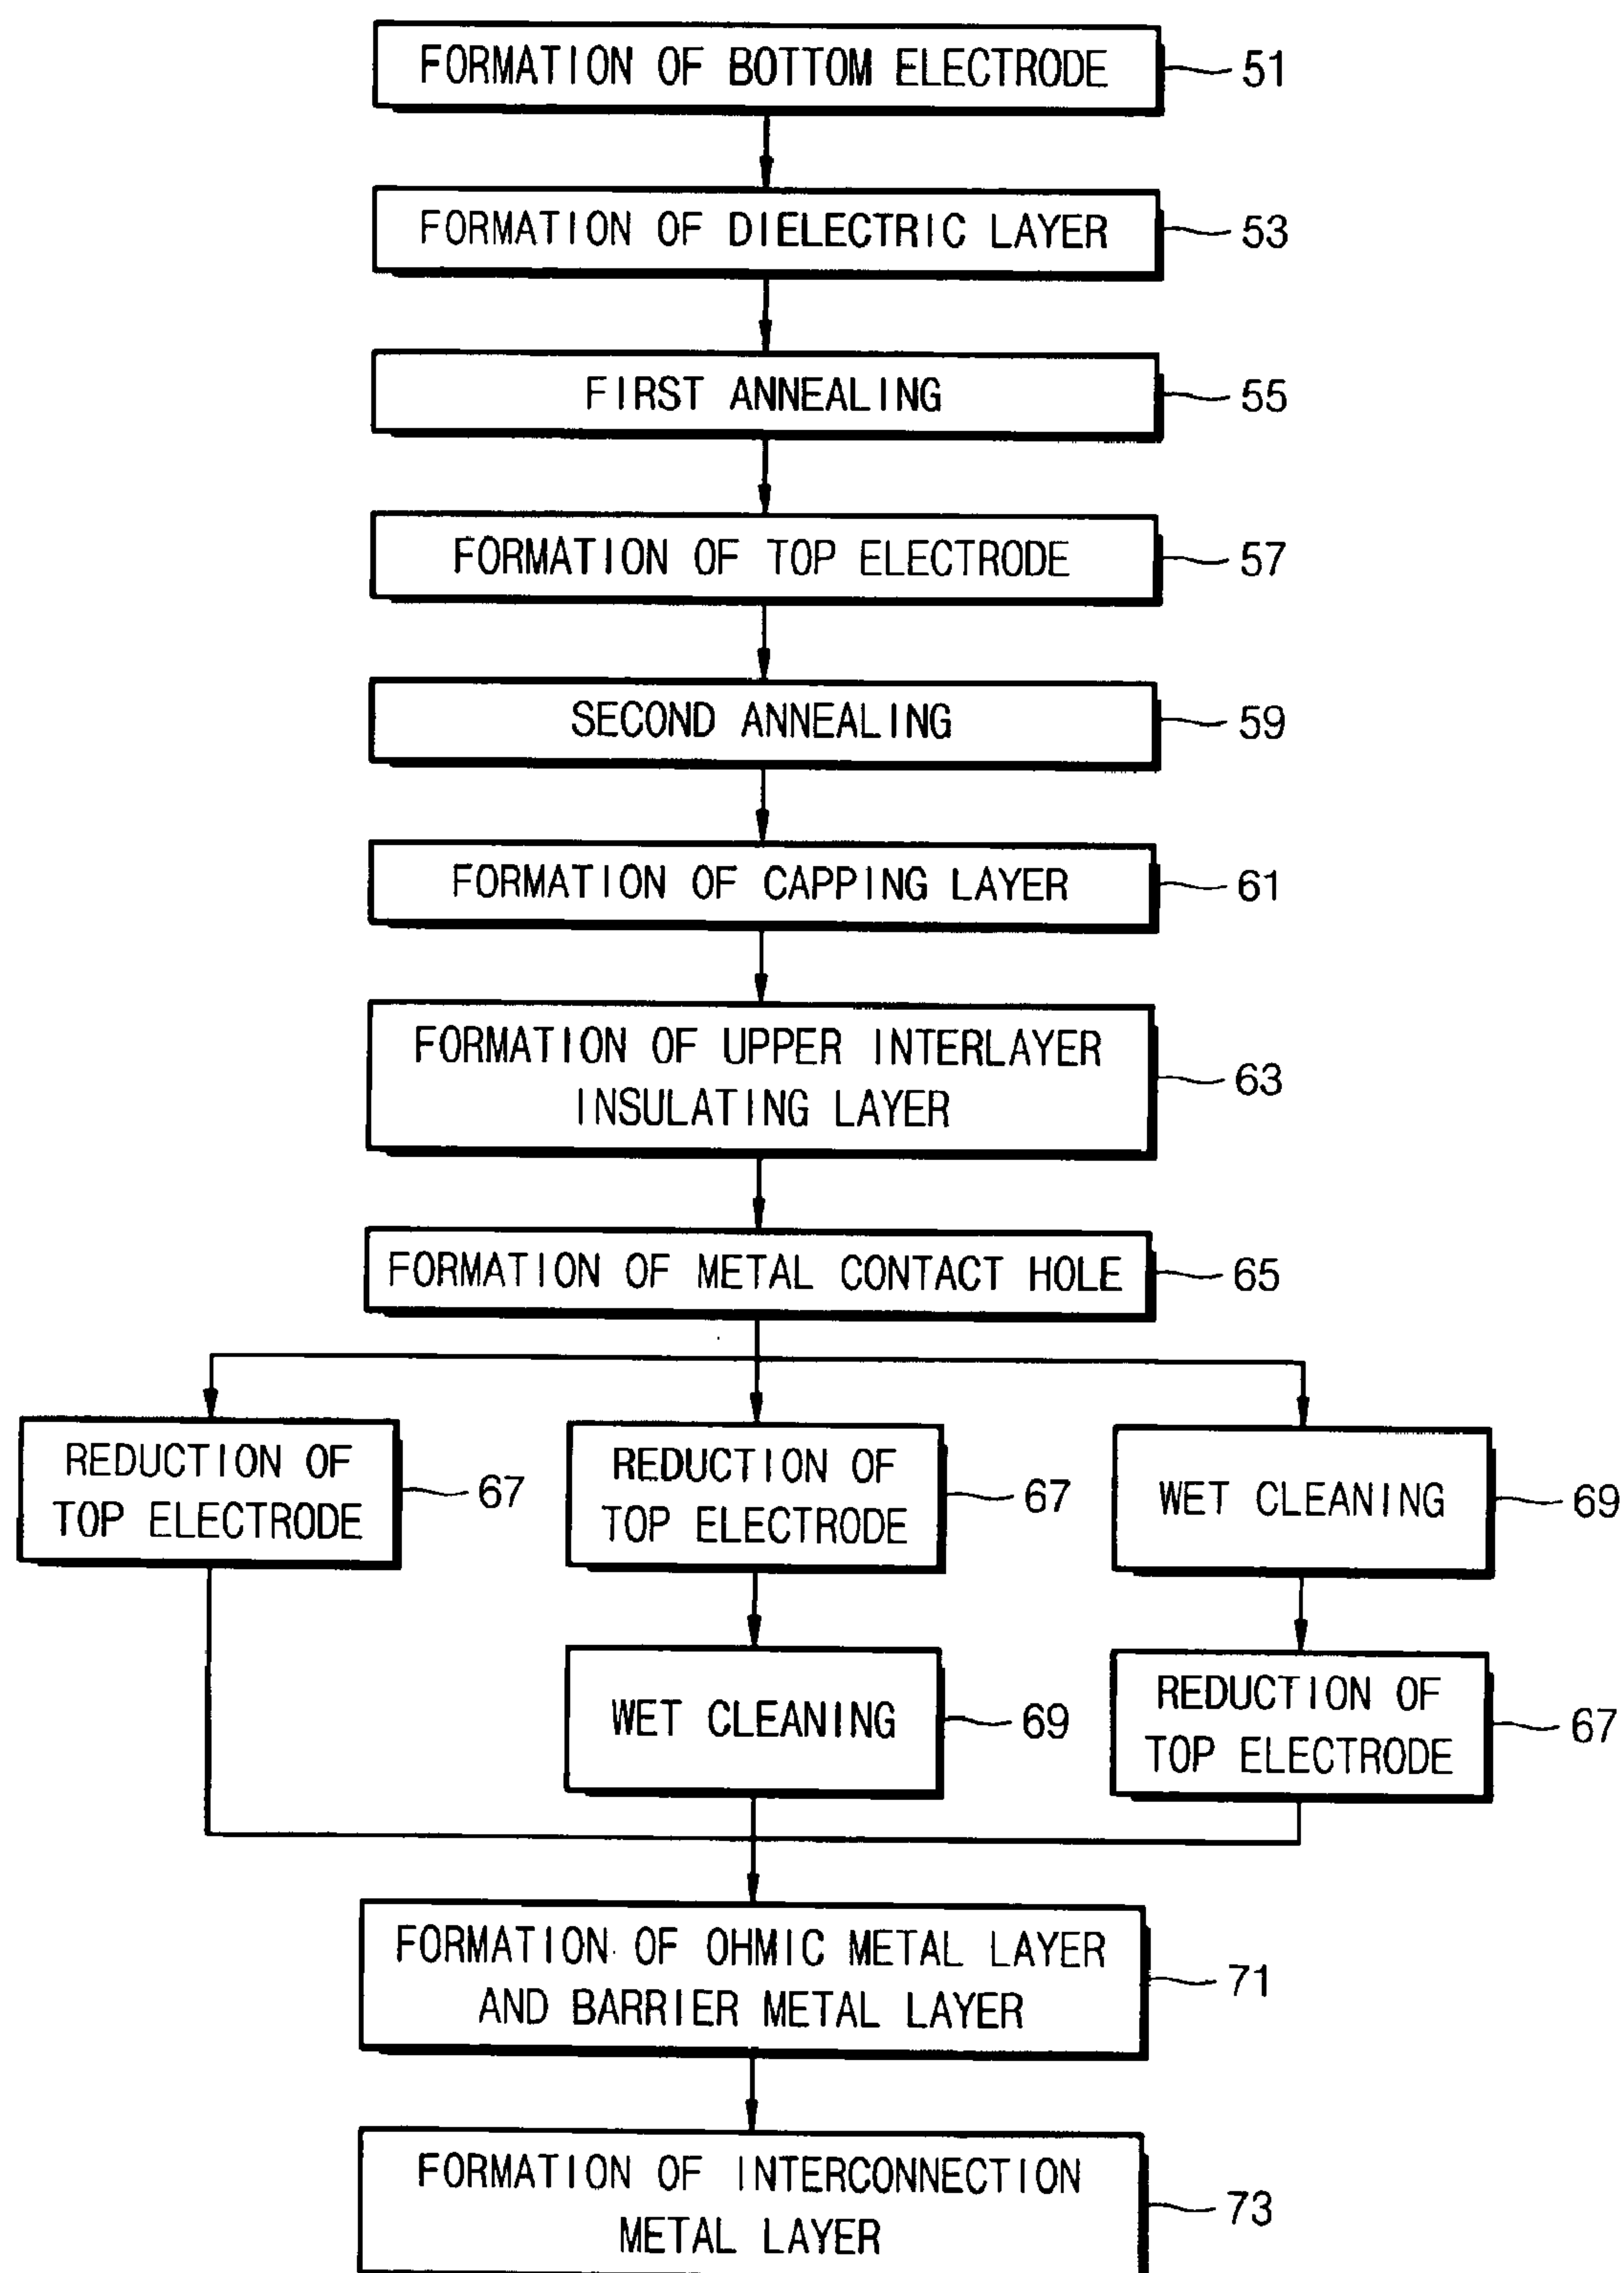 FORMATION OF BOTTOM ELECTRODE 51
FORMATION OF DIELECTRIC LAYER 53
FIRST ANNEALING 55
FORMATION OF TOP ELECTRODE 57
SECOND ANNEALING 59
FORMATION OF CAPPING LAYER 61
FORMATION OF UPPER INTERLAYER
INSULATING LAYER
63
FORMATION OF METAL CONTACT HOLE 65
REDUCTION OF
TOP ELECTRODE
67
REDUCTION OF
TOP ELECTRODE
67
WET CLEANING 69
WET CLEANING 69
REDUCTION OF
TOP ELECTRODE
67
FORMATION OF OHMIC METAL LAYER
AND BARRIER METAL LAYER
71
FORMATION OF INTERCONNECTION
METAL LAYER
73